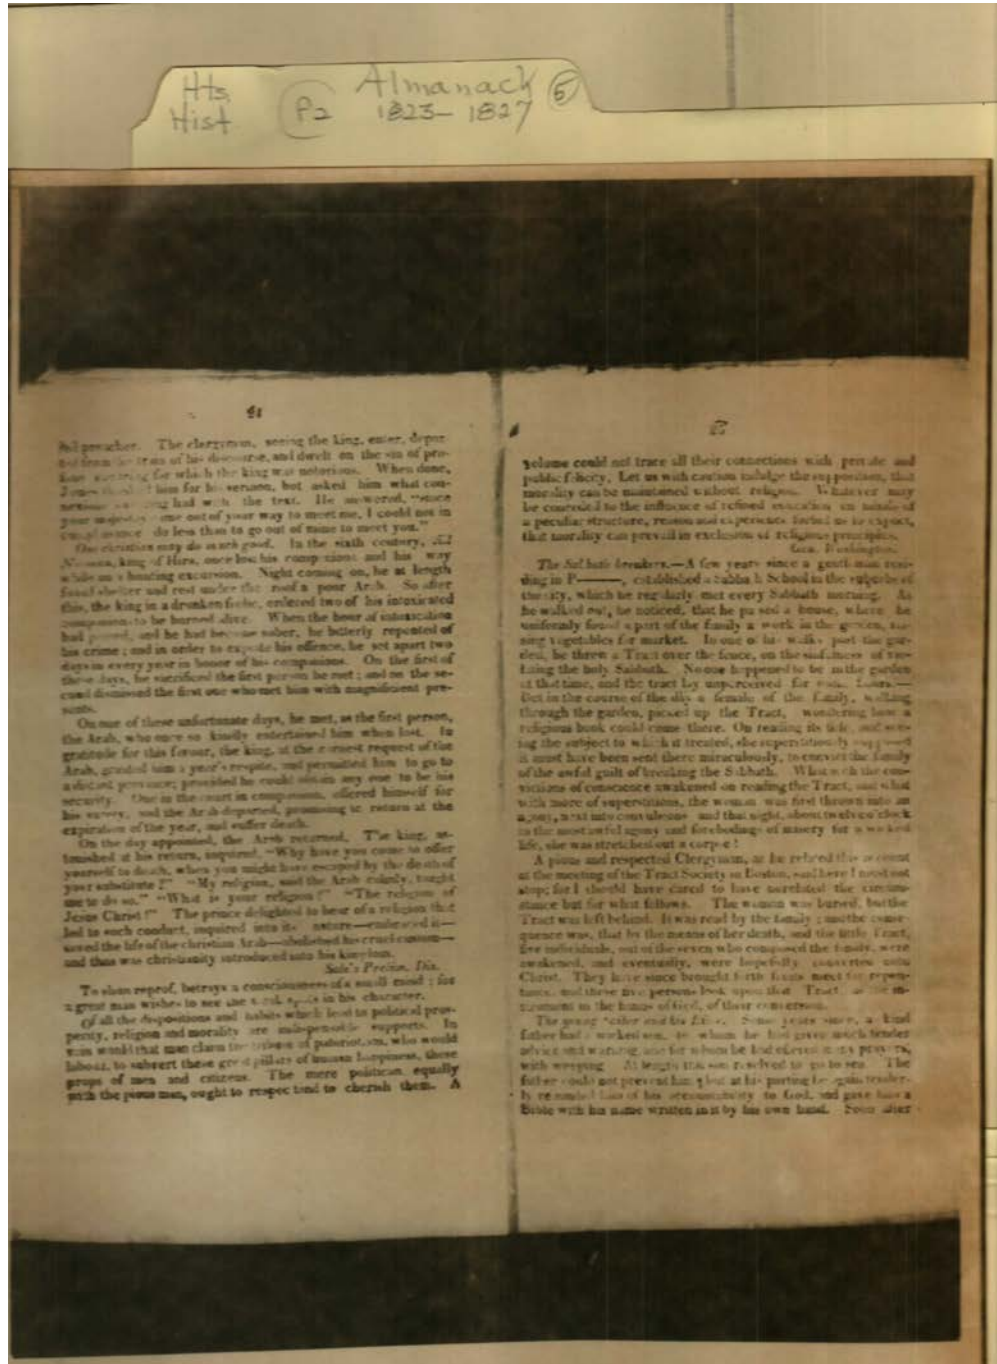 Hts.
Hist
P2
Almanack
1823-1827
5
21
ful preacher. The clergyman, seeing the king, enter, depar-
ted from the train of his discourse, and dwelt on the sin of pro-
fane swearing for which the king was notorious. When done,
James thanked him for his sermon, but asked him what con-
nexion swearing had with the text. He answered, "since
your majesty came out of your way to meet me, I could not in
complaisance do less than to go out of mine to meet you."
One christian may do much good. In the sixth century, Al
king of Hira, once lost his companions and his way
while on a hunting excursion. Night coming on, he at length
found shelter and rest under the roof a poor Arab. So after
this, the king in a drunken frolic, ordered two of his intoxicated
companions to be burned alive. When the hour of intoxication
had passed, and he had become sober, he bitterly repented of
his crime; and in order to expiate his offence, he set apart two
days in every year in honor of his companions. On the first of
these days, he sacrificed the first person he met; and on the se-
cond dismissed the first one who met him with magnificent pre-
sents.
On one of these unfortunate days, he met, as the first person,
the Arab, who once so kindly entertained him when lost. In
gratitude for this favour, the king, at the earnest request of the
Arab, granted him a year's respite, and permitted him to go to
a distant province; provided he could obtain any one to be his
security. One in the court in compassion, offered himself for
his surety, and the Arab departed, promising to return at the
expiration of the year, and suffer death.
On the day appointed, the Arab returned. The king, as-
tonished at his return, inquired, "Why have you come to offer
yourself to death, when you might have escaped by the death of
your substitute?" "My religion, said the Arab calmly, taught
me to do so." "What is your religion?" "The religion of
Jesus Christ!" The prince delighted to hear of a religion that
led to such conduct, inquired into its nature—embraced it—
saved the life of the christian Arab—abolished his cruel custom—
and thus was christianity introduced into his kingdom.
Sale's Prelim. Dis.
To shun reproof, betrays a consciousness of a small mind; for
a great man wishes to see the weak spots in his character.
Of all the dispositions and habits which lead to political pros-
perity, religion and morality are indispensible supports. In
vain would that man claim the tribute of patriotism, who would
labour, to subvert these great pillars of human happiness, these
props of men and citizens. The mere politican equally
with the pious man, ought to respec tand to cherish them. A
volume could not trace all their connections with private and
public felicity. Let us with caution indulge the supposition, that
morality can be maintained without religion. Whatever may
be conceded to the influence of refined education on minds of
a peculiar structure, reason and experience forbid us to expect,
that morality can prevail in exclusion of religious principles.
Gen. Washington.
The Sabbath breakers.—A few years since a gentleman resi-
ding in P———, established a Sabbath School in the suburbs of
the city, which he regularly met every Sabbath morning. As
he walked out, he noticed, that he passed a house, where he
uniformly found a part of the family a work in the garden, rai-
sing vegetables for market. In one of his walks past the gar-
den, he threw a Tract over the fence, on the sinfulness of vio-
lating the holy Sabbath. No one happened to be in the garden
at that time, and the tract lay unperceived for some hours.—
But in the course of the day a female of the family, walking
through the garden, picked up the Tract, wondering how a
religious book could come there. On reading its title, and see-
ing the subject to which it treated, she superstitiously supposed
it must have been sent there miraculously, to convict the family
of the awful guilt of breaking the Sabbath. What with the con-
victions of conscience awakened on reading the Tract, and what
with more of superstitions, the woman was first thrown into an
agony, next into convulsions and that night, about twelve o'clock
in the most awful agony and forebodings of misery for a wicked
life, she was stretched out a corpse!
A pious and respected Clergyman, as he related this account
at the meeting of the Tract Society in Boston, said here I need not
stop; for I should have dared to have unrelated the circum-
stance but for what follows. The woman was buried, but the
Tract was left behind. It was read by the family; and the conse-
quence was, that by the means of her death, and the little Tract,
five individuals, out of the seven who composed the family, were
awakened, and eventually, were hopefully converted unto
Christ. They have since brought forth fruits meet for repen-
tance, and these five persons look upon that Tract, as the in-
strument in the hands of God, of their conversion.
The young sailor and his Bible. Some years since, a kind
father had a wicked son, to whom he had given much tender
advice and warning, and for whom he had offered many prayers,
with weeping. At length this son resolved to go to sea. The
father could not prevent him; but at his parting he again tender-
ly reminded him of his accountability to God, and gave him a
Bible with his name written in it by his own hand. Soon after